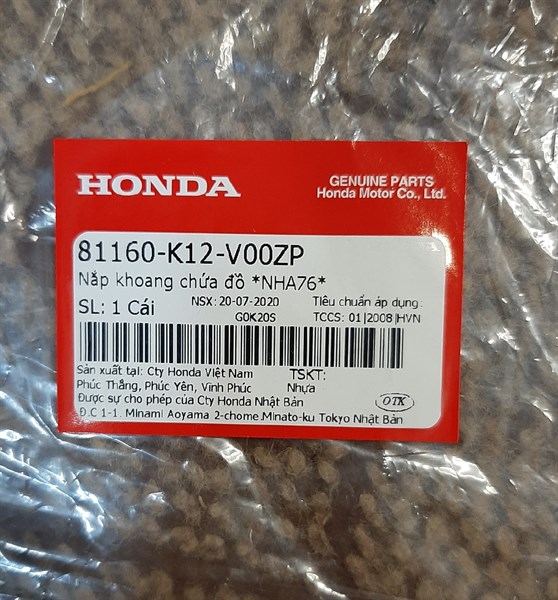 HONDA
GENUINE PARTS
Honda Motor Co., Ltd.
81160-K12-V00ZP
Nắp khoang chứa đồ *NHA76*
SL: 1 Cái
NSX: 20-07-2020
Tiêu chuẩn áp dụng:
G0K20S
TCCS: 01|2008|HVN
Sản xuất tại: Cty Honda Việt Nam
TSKT:
Phúc Thắng, Phúc Yên, Vĩnh Phúc
Nhựa
Được sự cho phép của Cty Honda Nhật Bản
OTK
Đ.C 1-1. Minami Aoyama 2-chome.Minato-ku Tokyo Nhật Bản